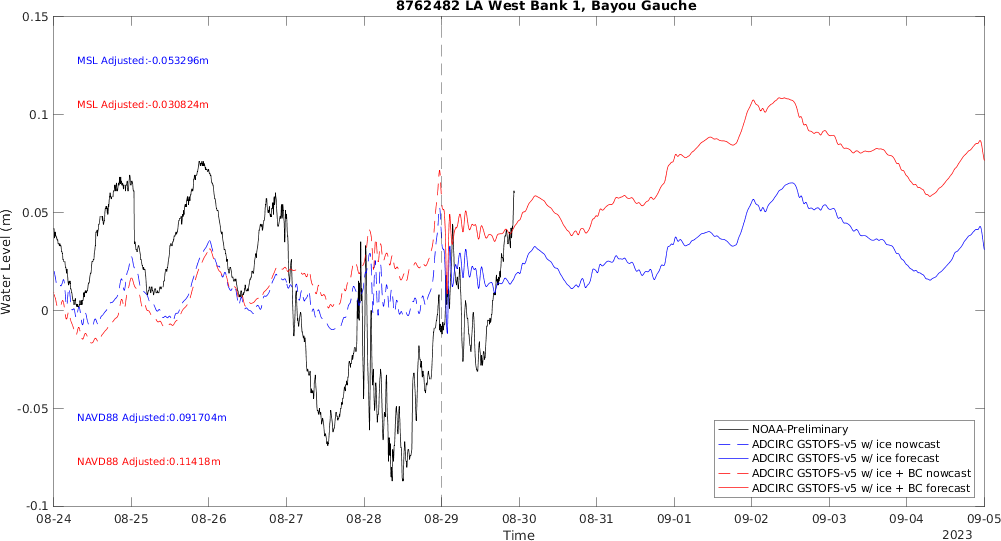 8762482 LA West Bank 1, Bayou Gauche
0.15
MSL Adjusted:-0.053296m
MSL Adjusted:-0.030824m
0.1
0.05
Water Level (m)
0
-0.05
NAVD88 Adjusted:0.091704m
NAVD88 Adjusted:0.11418m
NOAA-Preliminary
ADCIRC GSTOFS-v5 w/ ice nowcast
ADCIRC GSTOFS-v5 w/ ice forecast
ADCIRC GSTOFS-v5 w/ ice + BC nowcast
ADCIRC GSTOFS-v5 w/ ice + BC forecast
-0.1
08-24 08-25 08-26 08-27 08-28 08-29 08-30 08-31 09-01 09-02 09-03 09-04 09-05
Time
2023